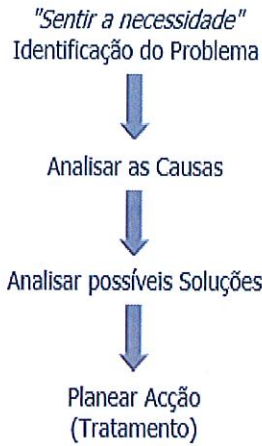 "Sentir a necessidade"
Identificação do Problema
Analisar as Causas
Analisar possíveis Soluções
Planear Acção
(Tratamento)